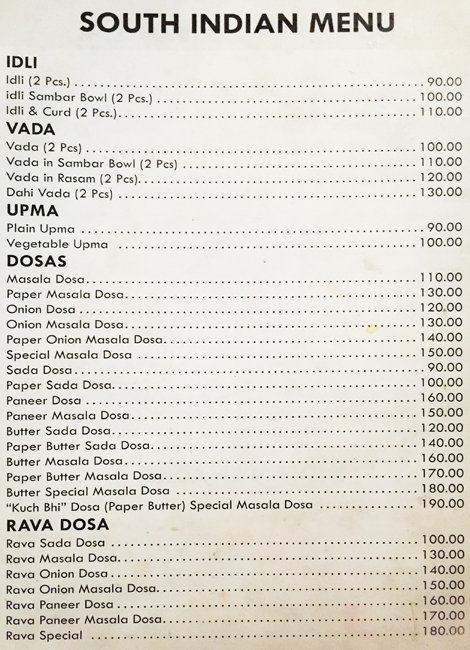 SOUTH INDIAN MENU
IDLI
Idli (2 Pcs.) 90.00
idli Sambar Bowl (2 Pcs.) 100.00
Idli & Curd (2 Pcs.) 110.00
VADA
Vada (2 Pcs) 100.00
Vada in Sambar Bowl (2 Pcs) 110.00
Vada in Rasam (2 Pcs) 120.00
Dahi Vada (2 Pcs) 130.00
UPMA
Plain Upma 90.00
Vegetable Upma 100.00
DOSAS
Masala Dosa 110.00
Paper Masala Dosa 130.00
Onion Dosa 120.00
Onion Masala Dosa 130.00
Paper Onion Masala Dosa 140.00
Special Masala Dosa 150.00
Sada Dosa 90.00
Paper Sada Dosa 100.00
Paneer Dosa 160.00
Paneer Masala Dosa 150.00
Butter Sada Dosa 120.00
Paper Butter Sada Dosa 140.00
Butter Masala Dosa 160.00
Paper Butter Masala Dosa 170.00
Butter Special Masala Dosa 180.00
“Kuch Bhi” Dosa (Paper Butter) Special Masala Dosa 190.00
RAVA DOSA
Rava Sada Dosa 100.00
Rava Masala Dosa 130.00
Rava Onion Dosa 140.00
Rava Onion Masala Dosa 150.00
Rava Paneer Dosa 160.00
Rava Paneer Masala Dosa 170.00
Rava Special 180.00